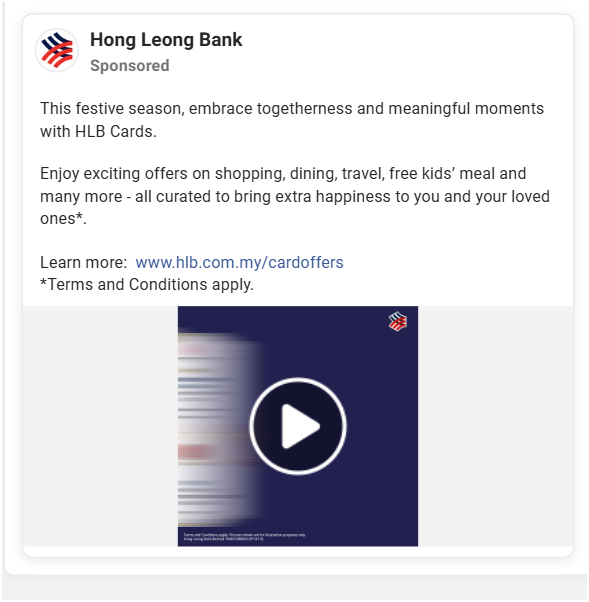 Hong Leong Bank
Sponsored
This festive season, embrace togetherness and meaningful moments
with HLB Cards.
Enjoy exciting offers on shopping, dining, travel, free kids’ meal and
many more - all curated to bring extra happiness to you and your loved
ones*.
Learn more:  www.hlb.com.my/cardoffers
*Terms and Conditions apply.
Terms and Conditions apply. Pictures shown are for illustration purposes only.
Hong Leong Bank Berhad